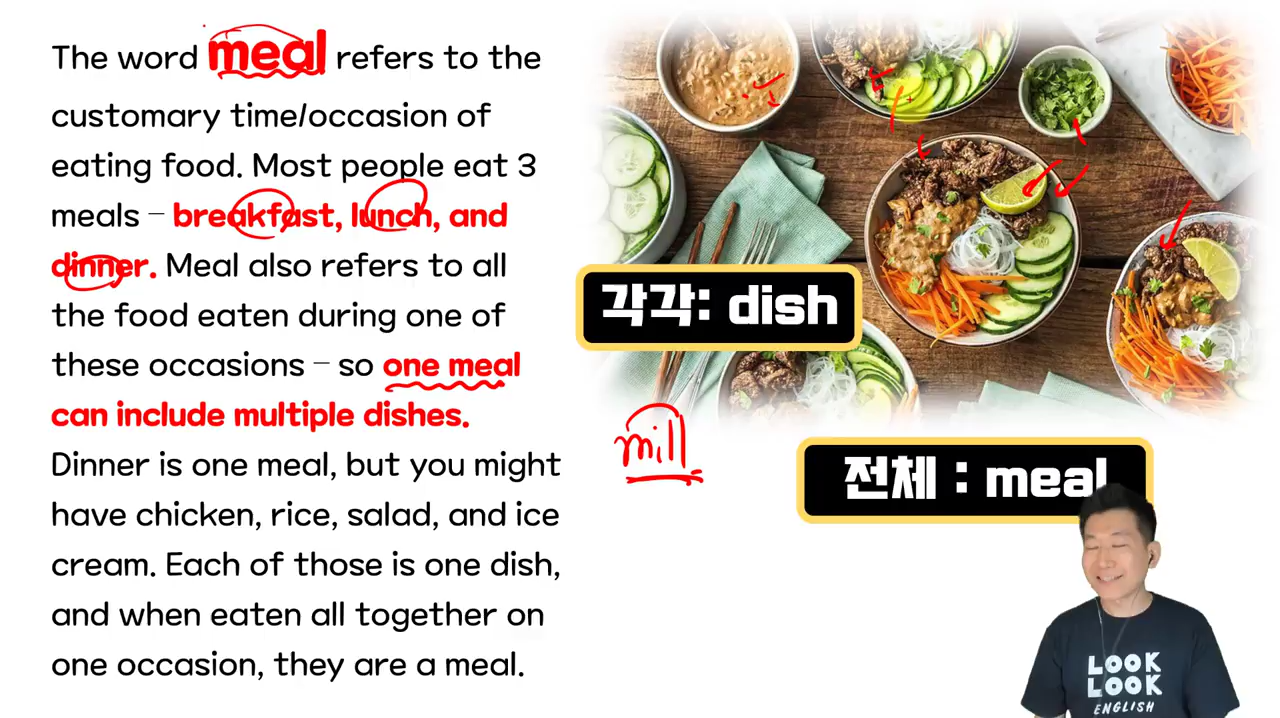 The word meal refers to the
customary time/occasion of
eating food. Most people eat 3
meals – breakfast, lunch, and
dinner. Meal also refers to all
the food eaten during one of
these occasions – so one meal
can include multiple dishes.
Dinner is one meal, but you might
have chicken, rice, salad, and ice
cream. Each of those is one dish,
and when eaten all together on
one occasion, they are a meal.
각각: dish
mill
전체 : meal
LOOK
LOOK
ENGLISH